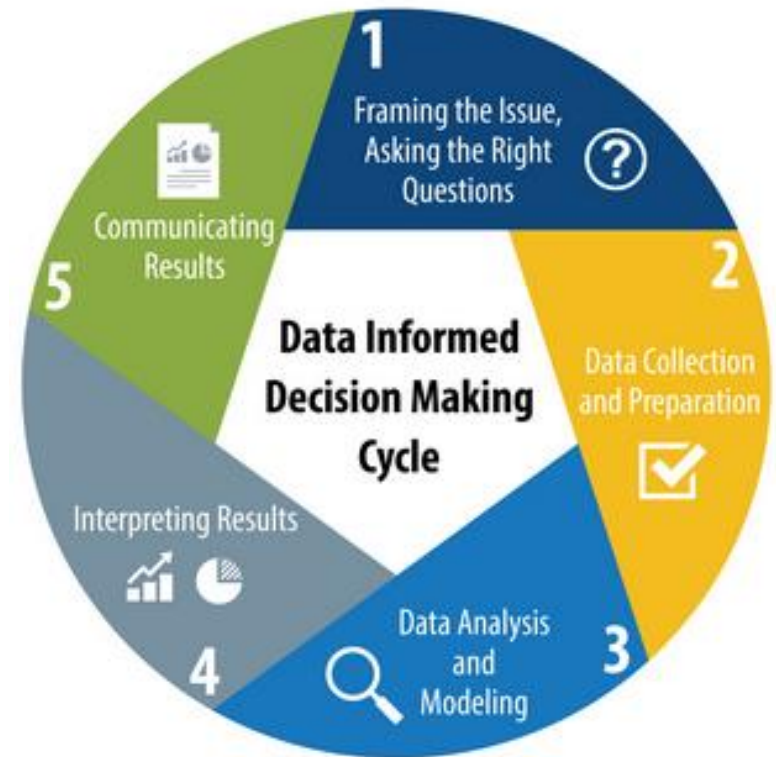 Data Informed
Decision Making
Cycle
1
Framing the Issue,
Asking the Right
Questions
?
2
Data Collection
and Preparation
3
Data Analysis
and
Modeling
4
Interpreting Results
5
Communicating
Results